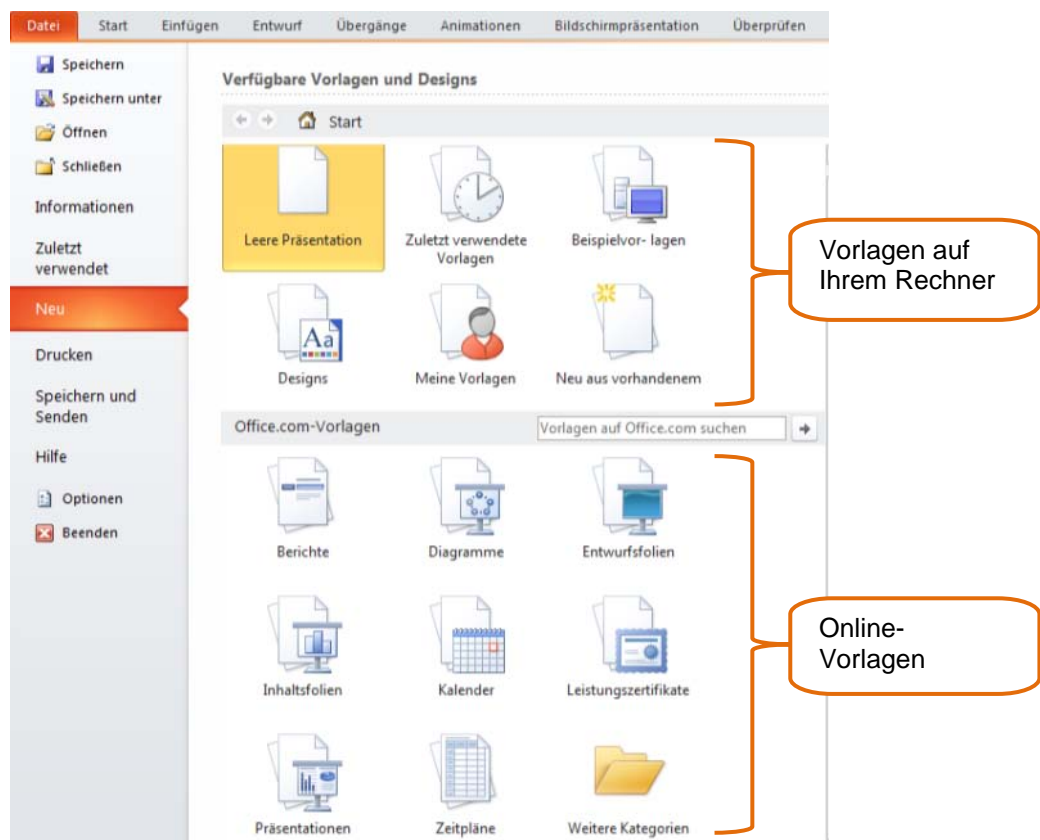 Datei Start Einfügen Entwurf Übergänge Animationen Bildschirmpräsentation Überprüfen
Speichern
Speichern unter
Öffnen
Schließen
Informationen
Zuletzt
verwendet
Neu
Drucken
Speichern und
Senden
Hilfe
Optionen
Beenden
Verfügbare Vorlagen und Designs
Start
Leere Präsentation
Zuletzt verwendete
Vorlagen
Beispielvor- lagen
Aa
Designs
Meine Vorlagen
Neu aus vorhandenem
Office.com-Vorlagen
Vorlagen auf Office.com suchen
Berichte
Diagramme
Entwurfsfolien
Inhaltsfolien
Kalender
Leistungszertifikate
Präsentationen
Zeitpläne
Weitere Kategorien
Vorlagen auf
Ihrem Rechner
Online-
Vorlagen